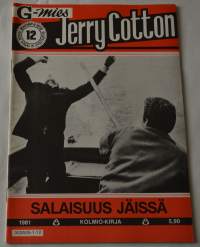 G-mies
12
Jerry Cotton
SALAISUUS JÄISSÄ
1981 KOLMIO-KIRJA 5,90